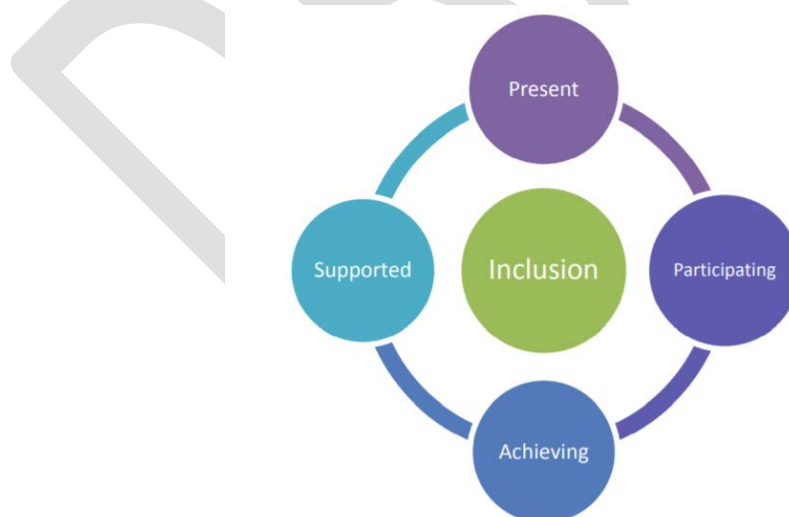 Present
Supported
Inclusion
Participating
Achieving